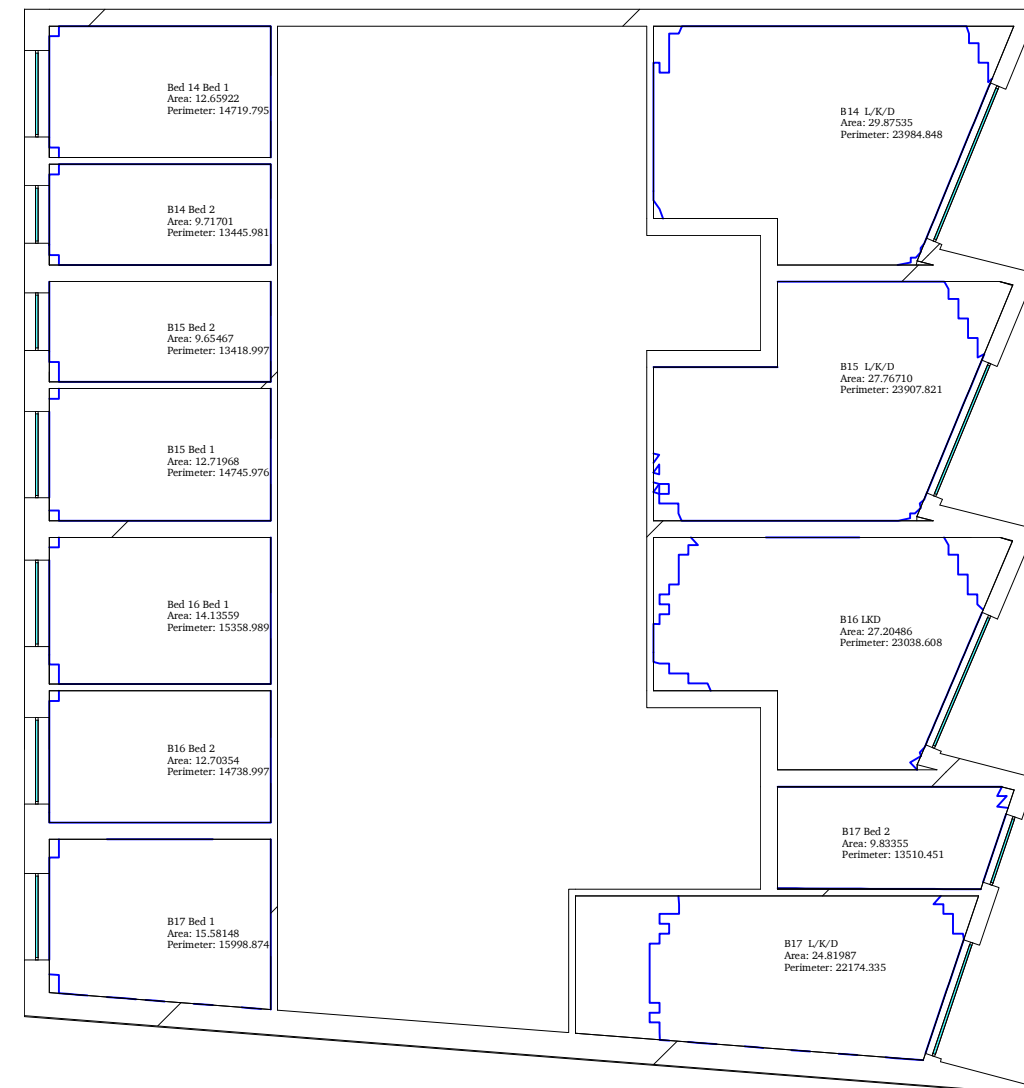 Bed 14 Bed 1
Area: 12.65922
Perimeter: 14719.795
B14 L/K/D
Area: 29.87535
Perimeter: 23984.848
B14 Bed 2
Area: 9.71701
Perimeter: 13445.981
B15 Bed 2
Area: 9.65467
Perimeter: 13418.997
B15 L/K/D
Area: 27.76710
Perimeter: 23907.821
B15 Bed 1
Area: 12.71968
Perimeter: 14745.976
Bed 16 Bed 1
Area: 14.13559
Perimeter: 15358.989
B16 LKD
Area: 27.20486
Perimeter: 23038.608
B16 Bed 2
Area: 12.70354
Perimeter: 14738.997
B17 Bed 2
Area: 9.83355
Perimeter: 13510.451
B17 Bed 1
Area: 15.58148
Perimeter: 15998.874
B17 L/K/D
Area: 24.81987
Perimeter: 22174.335